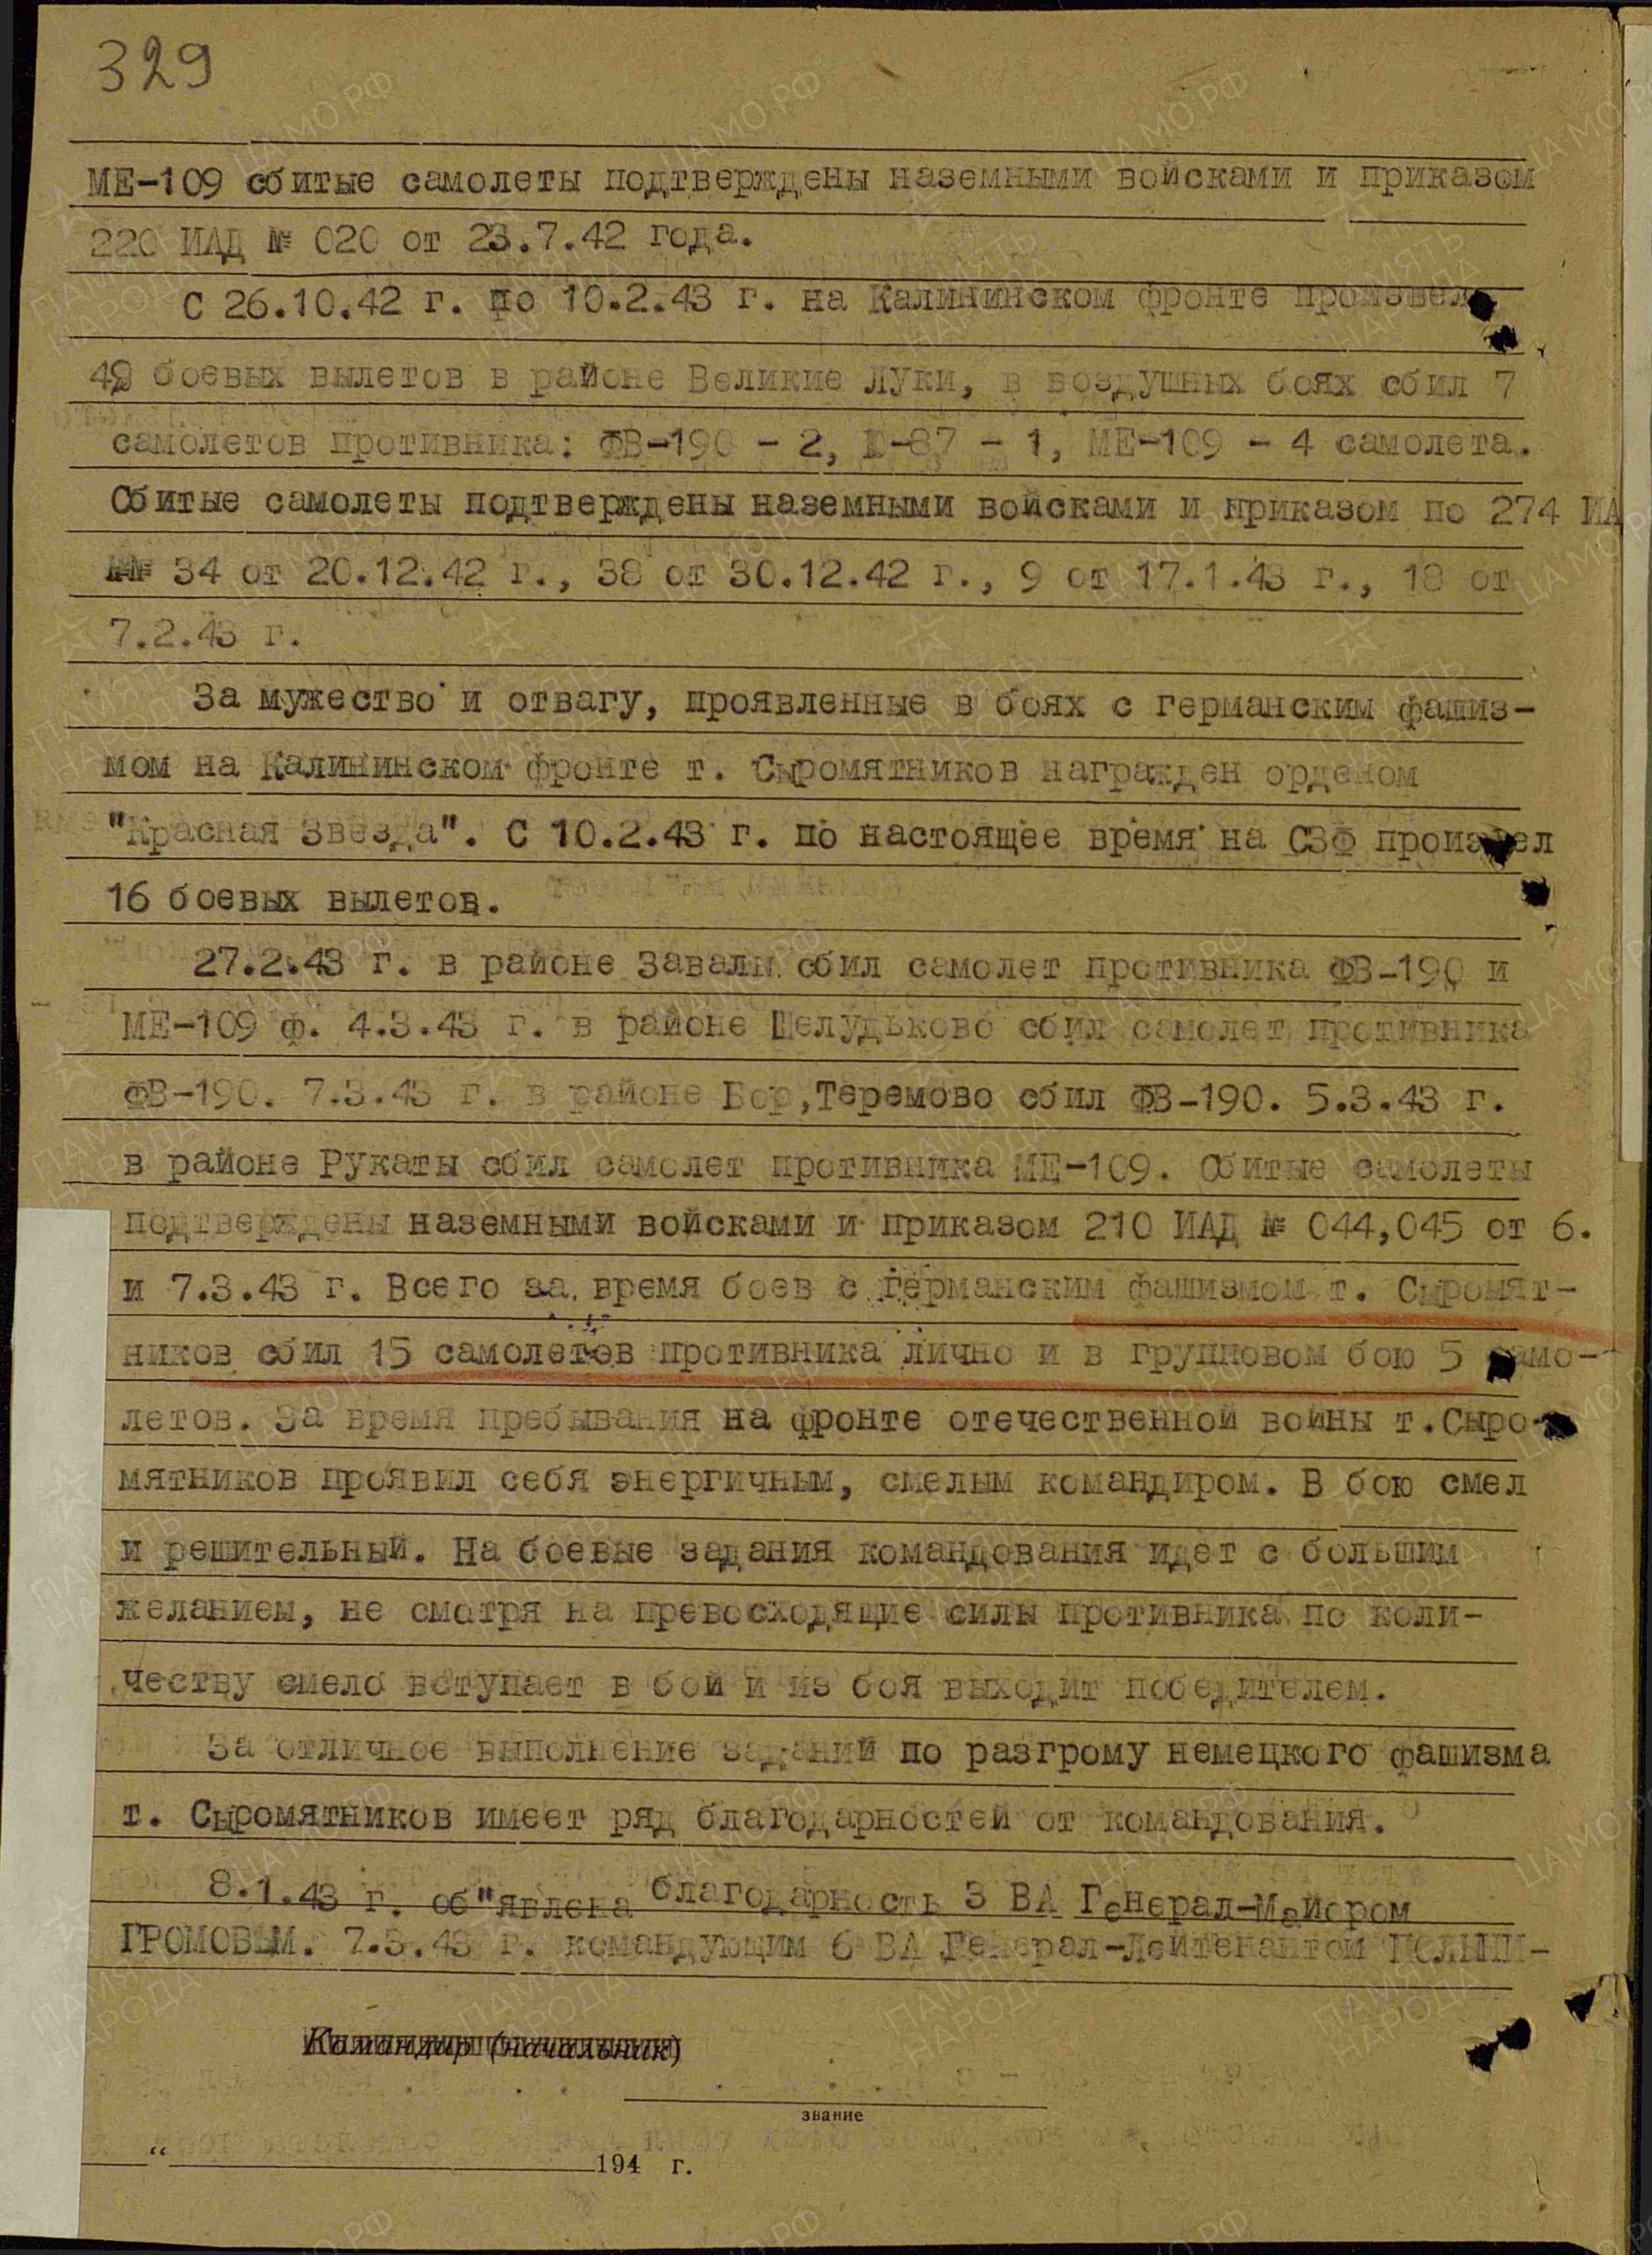 329
МЕ-109 сбитые самолеты подтверждены наземными войсками и приказом
220 ИАД № 020 от 23.7.42 года.
С 26.10.42 г. по 10.2.43 г. на Калининском фронте произвел
боевых вылетов в районе Великие Луки, в воздушных боях сбил 7
самолетов противника: ФВ-190 - 2, Ю-87 - 1, МЕ-109 - 4 самолета.
Сбитые самолеты подтверждены наземными войсками и приказом по 274 ИА
№№ 34 от 20.12.42 г., 38 от 30.12.42 г., 9 от 17.1.43 г., 18 от
7.2.43 г.
За мужество и отвагу, проявленные в боях с германским фашиз-
мом на Калининском фронте т. Сыромятников награжден орденом
"Красная Звезда". С 10.2.43 г. по настоящее время на СЗФ произвел
16 боевых вылетов.
27.2.43 г. в районе Завали сбил самолет противника ФВ-190 и
МЕ-109 ф. 4.3.43 г. в районе Шелудьково сбил самолет противника
ФВ-190. 7.3.43 г. в районе Бор,Теремово сбил ФВ-190. 5.3.43 г.
в районе Рукаты сбил самолет противника МЕ-109. Сбитые самолеты
подтверждены наземными войсками и приказом 210 ИАД № 044,045 от 6.
и 7.3.43 г. Всего за время боев с германским фашизмом т. Сыромят-
ников сбил 15 самолетов противника лично и в групповом бою 5 само-
летов. За время пребывания на фронте отечественной войны т.Сыро-
мятников проявил себя энергичным, смелым командиром. В бою смел
и решительный. На боевые задания командования идет с большим
желанием, не смотря на превосходящие силы противника по коли-
честву смело вступает в бой и из боя выходит победителем.
За отличное выполнение заданий по разгрому немецкого фашизма
т. Сыромятников имеет ряд благодарностей от командования.
8.1.43 г. об"явлена благодарность 3 ВА Генерал-Майором
ГРОМОВЫМ. 7.3.43 г. командующим 6 ВА Генерал-Лейтенантом ПОЛЫНИ-
Командир (начальник)
звание
" 194 г.